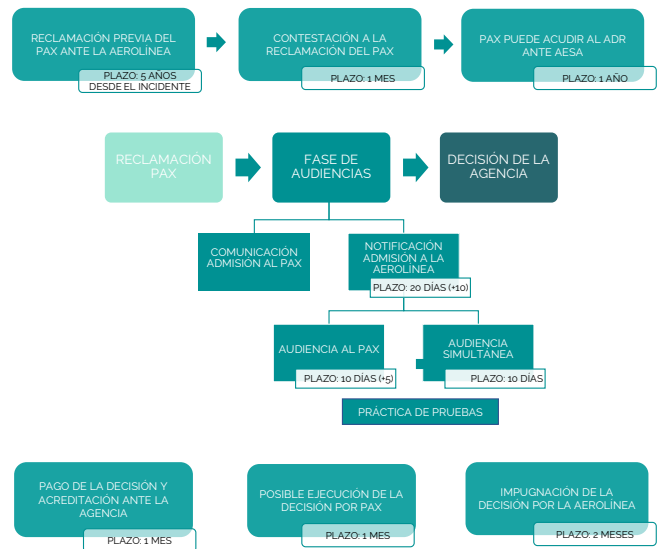 RECLAMACIÓN PREVIA DEL
PAX ANTE LA AEROLÍNEA
PLAZO: 5 AÑOS
DESDE EL INCIDENTE
CONTESTACIÓN A LA
RECLAMACIÓN DEL PAX
PLAZO: 1 MES
PAX PUEDE ACUDIR AL ADR
ANTE AESA
PLAZO: 1 AÑO
RECLAMACIÓN
PAX
FASE DE
AUDIENCIAS
DECISIÓN DE LA
AGENCIA
COMUNICACIÓN
ADMISIÓN AL PAX
NOTIFICACIÓN
ADMISIÓN A LA
AEROLÍNEA
PLAZO: 20 DÍAS (+10)
AUDIENCIA AL PAX
PLAZO: 10 DÍAS (+5)
AUDIENCIA
SIMULTÁNEA
PLAZO: 10 DÍAS
PRÁCTICA DE PRUEBAS
PAGO DE LA DECISIÓN Y
ACREDITACIÓN ANTE LA
AGENCIA
PLAZO: 1 MES
POSIBLE EJECUCIÓN DE LA
DECISIÓN POR PAX
PLAZO: 1 MES
IMPUGNACIÓN DE LA
DECISIÓN POR LA AEROLÍNEA
PLAZO: 2 MESES